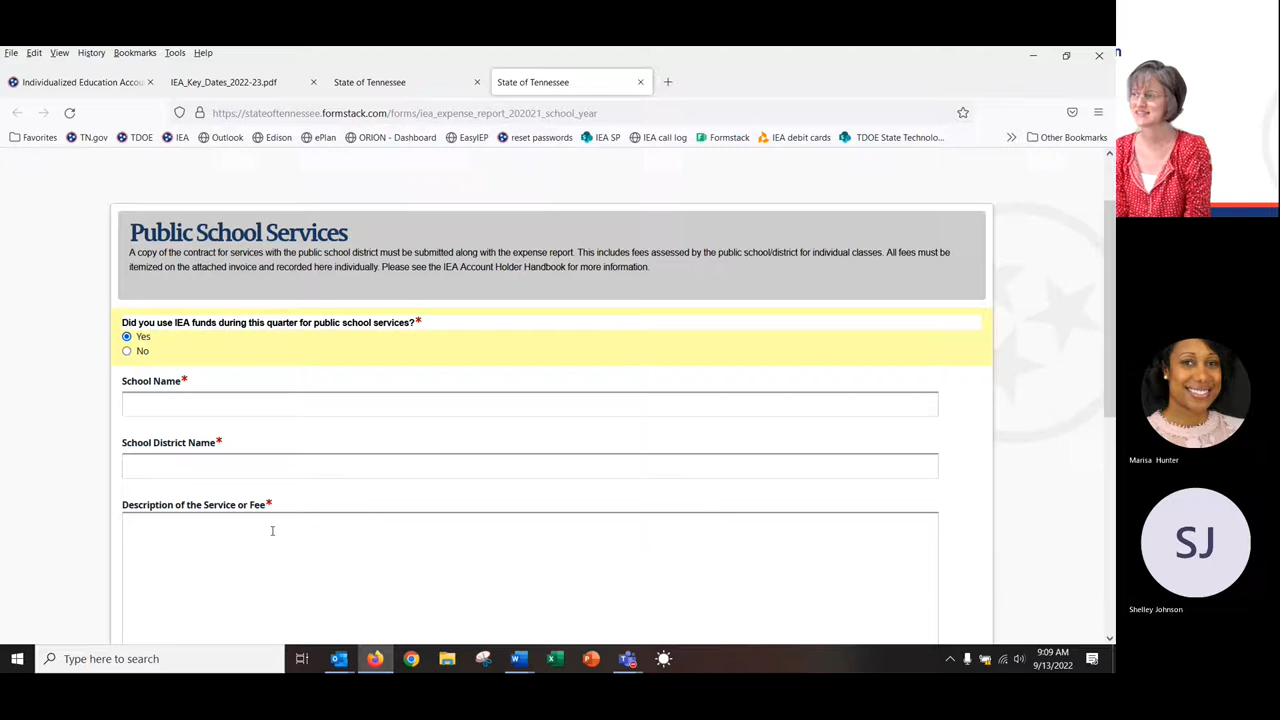 File Edit View History Bookmarks Tools Help
Individualized Education Accou
IEA_Key_Dates_2022-23.pdf
State of Tennessee
State of Tennessee
https://stateoftennessee.formstack.com/forms/iea_expense_report_202021_school_year
Favorites TN.gov TDOE IEA Outlook Edison ePlan ORION - Dashboard EasyIEP reset passwords IEA SP IEA call log Formstack IEA debit cards TDOE State Technolo... Other Bookmarks
Public School Services
A copy of the contract for services with the public school district must be submitted along with the expense report. This includes fees assessed by the public school/district for individual classes. All fees must be
itemized on the attached invoice and recorded here individually. Please see the IEA Account Holder Handbook for more information.
Did you use IEA funds during this quarter for public school services?*
Yes
No
School Name*
School District Name*
Description of the Service or Fee*
Marisa Hunter
SJ
Shelley Johnson
Type here to search
9:09 AM
9/13/2022